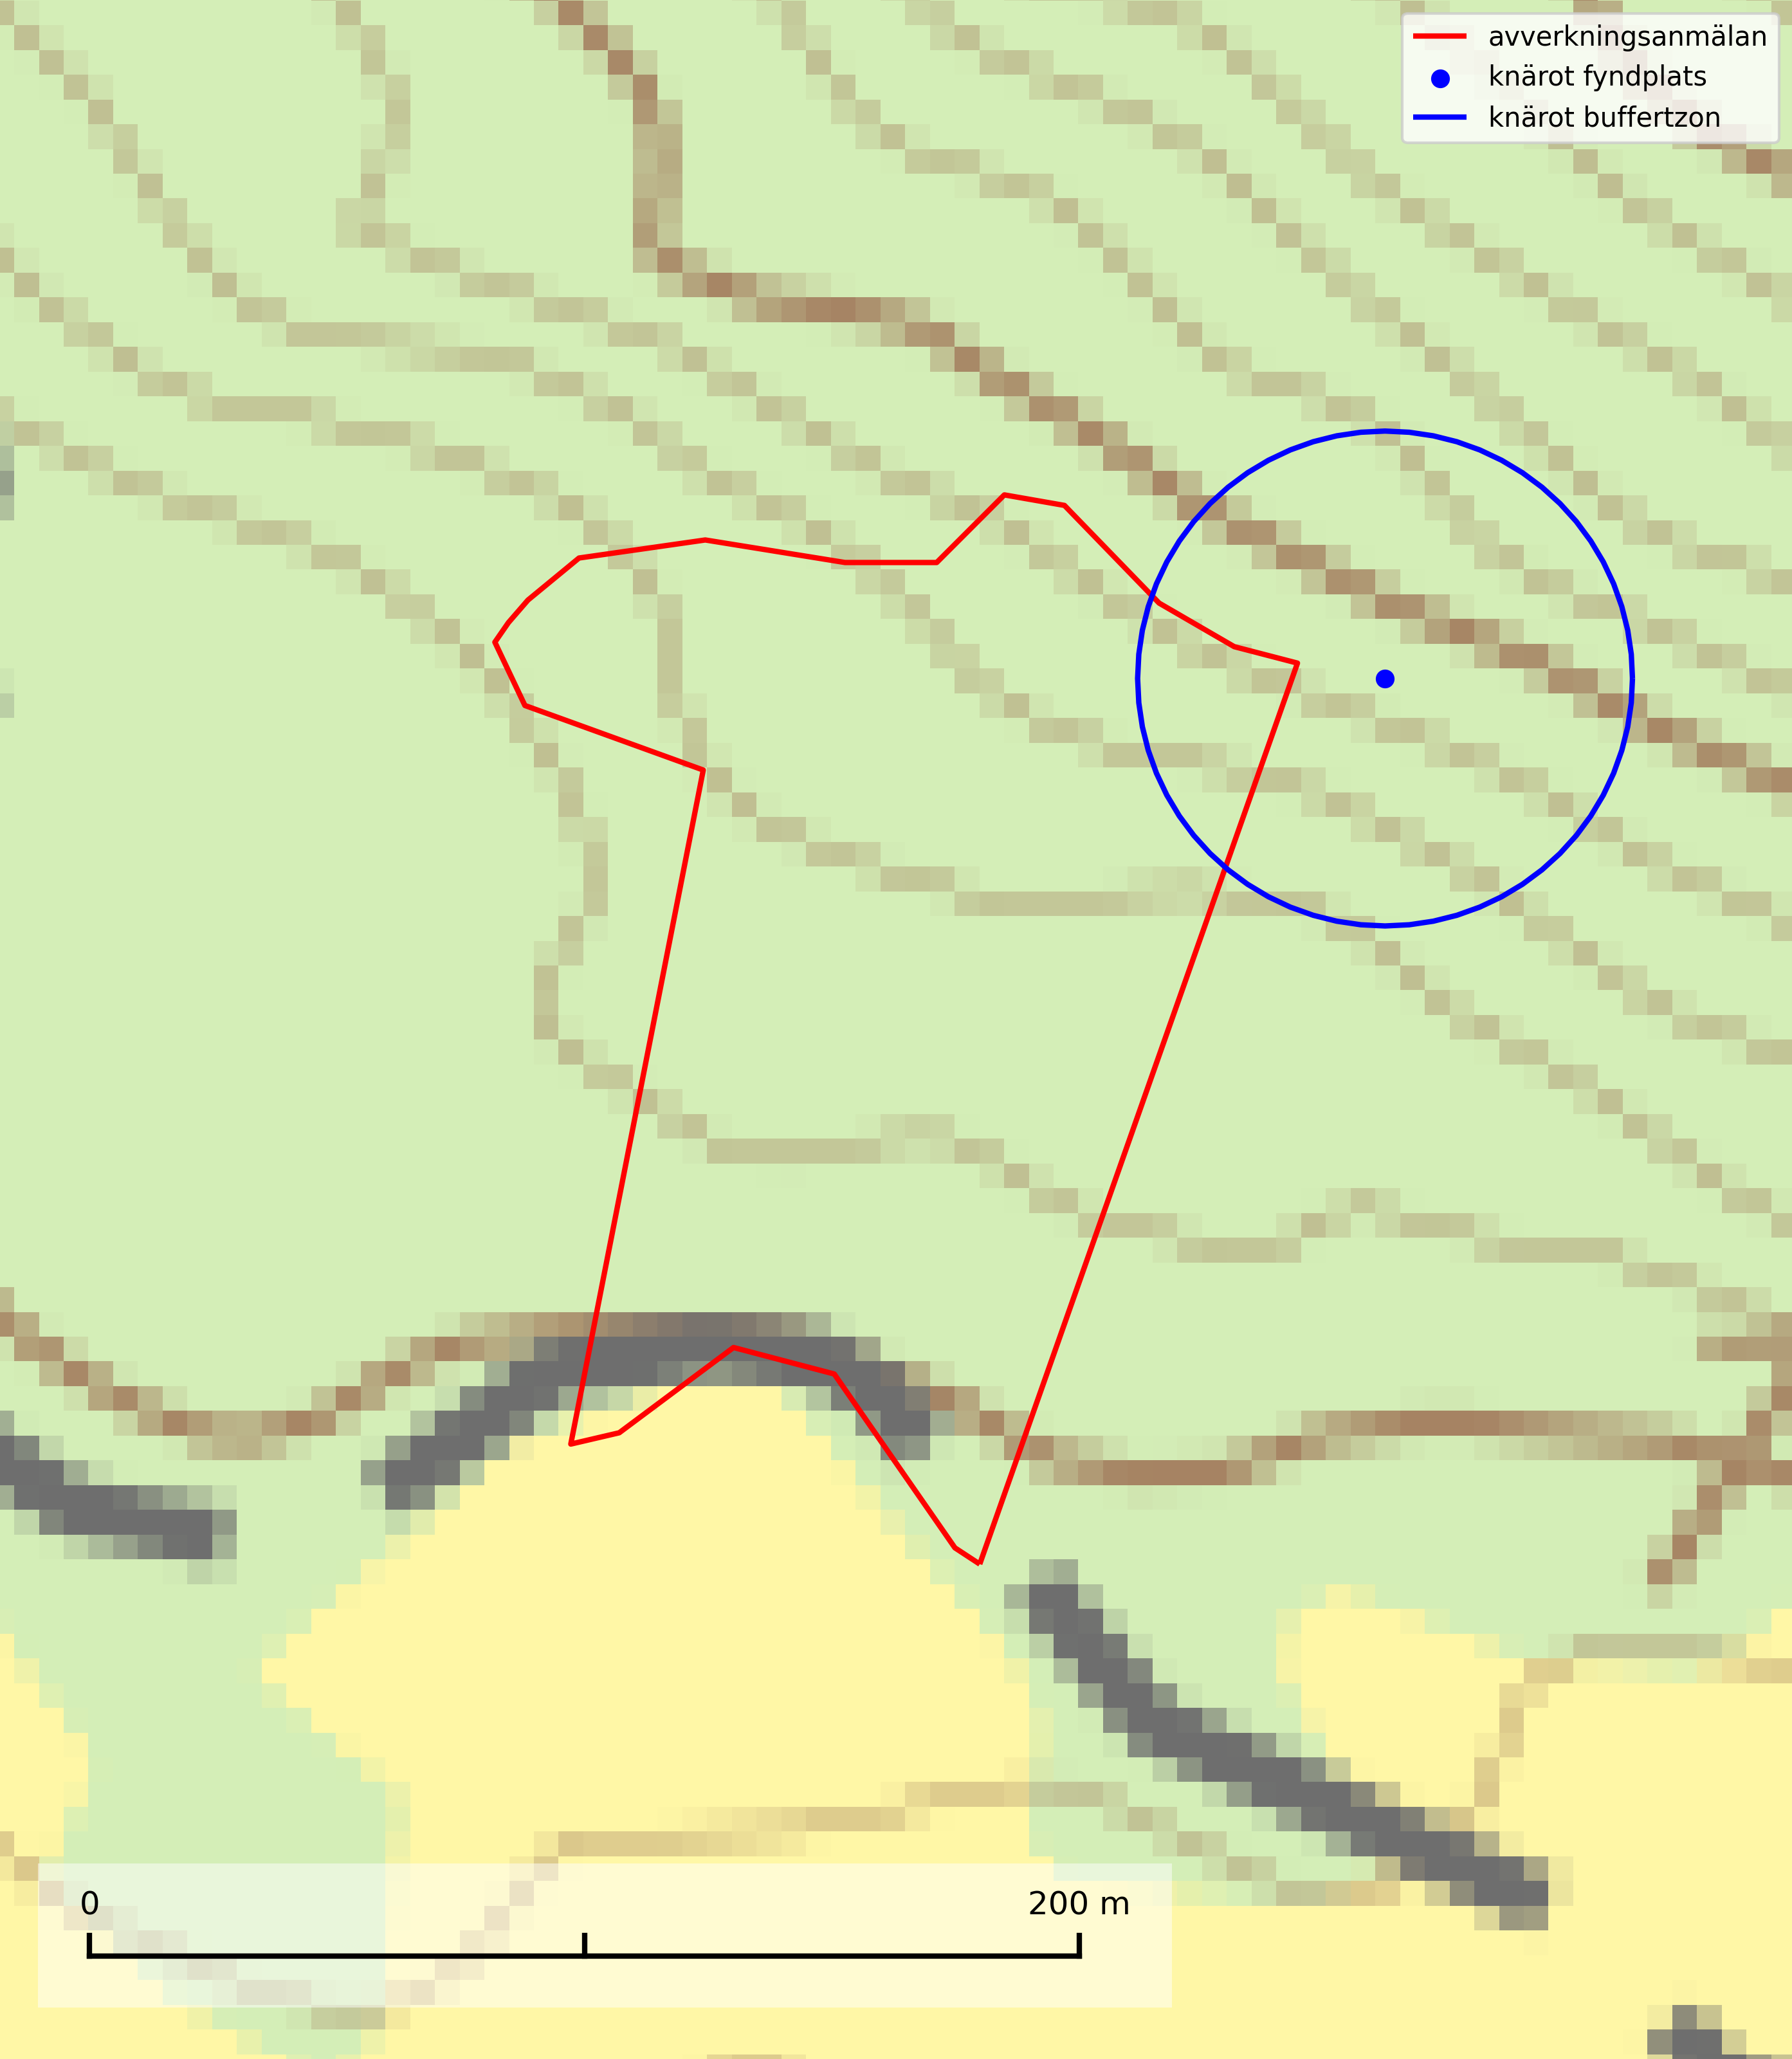 avverkningsanmälan
knärot fyndplats
knärot buffertzon
0 200 m